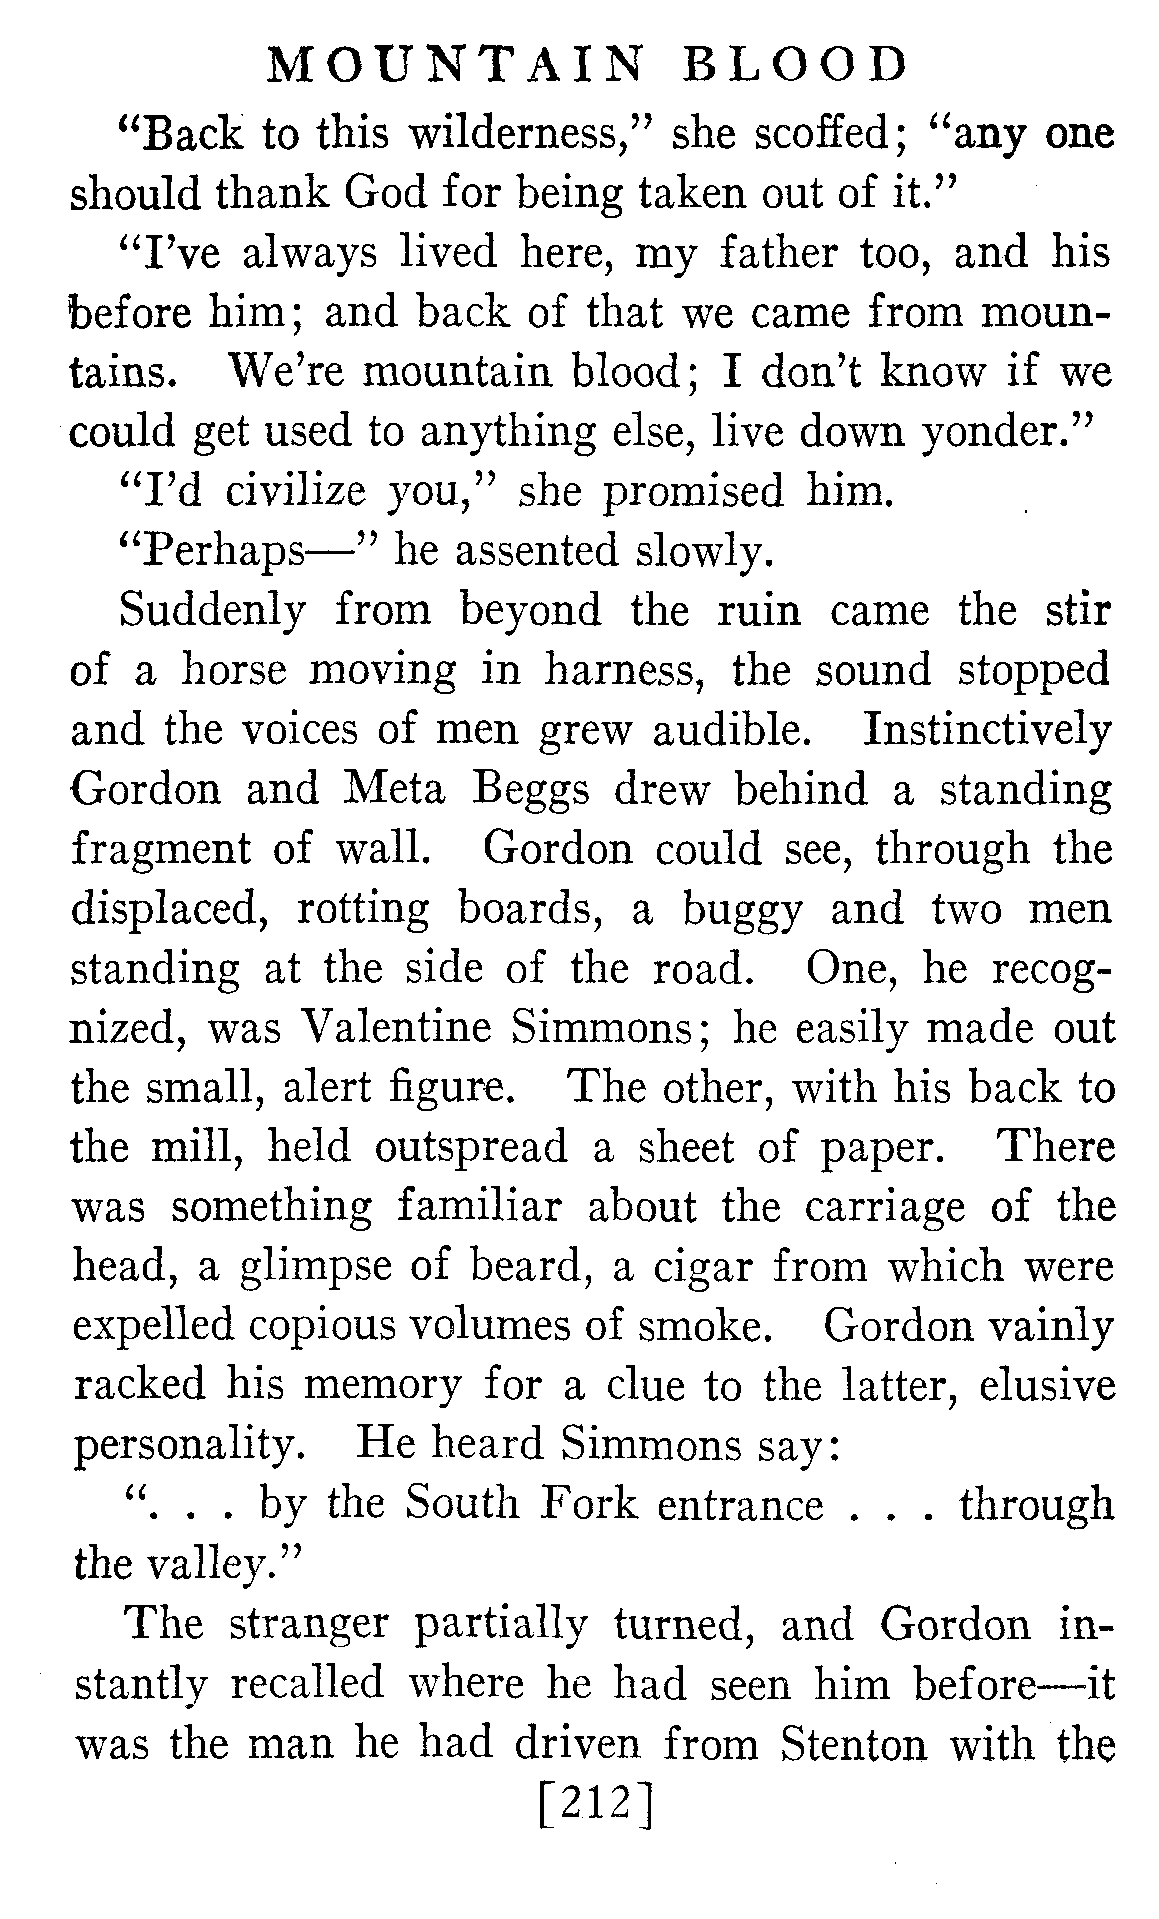 MOUNTAIN BLOOD
“Back to this wilderness,” she scoffed; “any one
should thank God for being taken out of it.”
“I’ve always lived here, my father too, and his
before him; and back of that we came from moun-
tains. We’re mountain blood; I don’t know if we
could get used to anything else, live down yonder.”
“I’d civilize you,” she promised him.
“Perhaps—” he assented slowly.
Suddenly from beyond the ruin came the stir
of a horse moving in harness, the sound stopped
and the voices of men grew audible. Instinctively
Gordon and Meta Beggs drew behind a standing
fragment of wall. Gordon could see, through the
displaced, rotting boards, a buggy and two men
standing at the side of the road. One, he recog-
nized, was Valentine Simmons; he easily made out
the small, alert figure. The other, with his back to
the mill, held outspread a sheet of paper. There
was something familiar about the carriage of the
head, a glimpse of beard, a cigar from which were
expelled copious volumes of smoke. Gordon vainly
racked his memory for a clue to the latter, elusive
personality. He heard Simmons say:
“. . . by the South Fork entrance . . . through
the valley.”
The stranger partially turned, and Gordon in-
stantly recalled where he had seen him before—it
was the man he had driven from Stenton with the
[212]